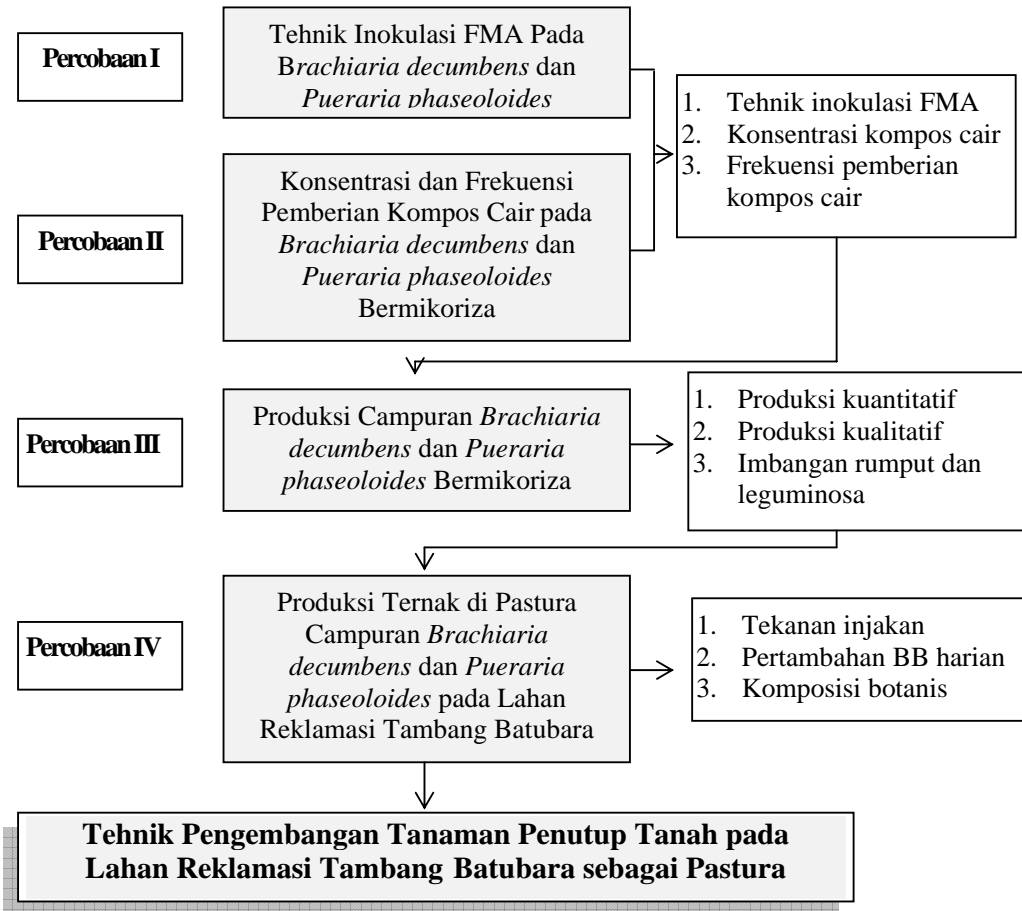 Percobaan I
Tehnik Inokulasi FMA Pada
Brachiaria decumbens dan
Pueraria phaseoloides
1. Tehnik inokulasi FMA
2. Konsentrasi kompos cair
3. Frekuensi pemberian
kompos cair
Percobaan II
Konsentrasi dan Frekuensi
Pemberian Kompos Cair pada
Brachiaria decumbens dan
Pueraria phaseoloides
Bermikoriza
Percobaan III
Produksi Campuran Brachiaria
decumbens dan Pueraria
phaseoloides Bermikoriza
1. Produksi kuantitatif
2. Produksi kualitatif
3. Imbangan rumput dan
leguminosa
Percobaan IV
Produksi Ternak di Pastura
Campuran Brachiaria
decumbens dan Pueraria
phaseoloides pada Lahan
Reklamasi Tambang Batubara
1. Tekanan injakan
2. Pertambahan BB harian
3. Komposisi botanis
Tehnik Pengembangan Tanaman Penutup Tanah pada
Lahan Reklamasi Tambang Batubara sebagai Pastura